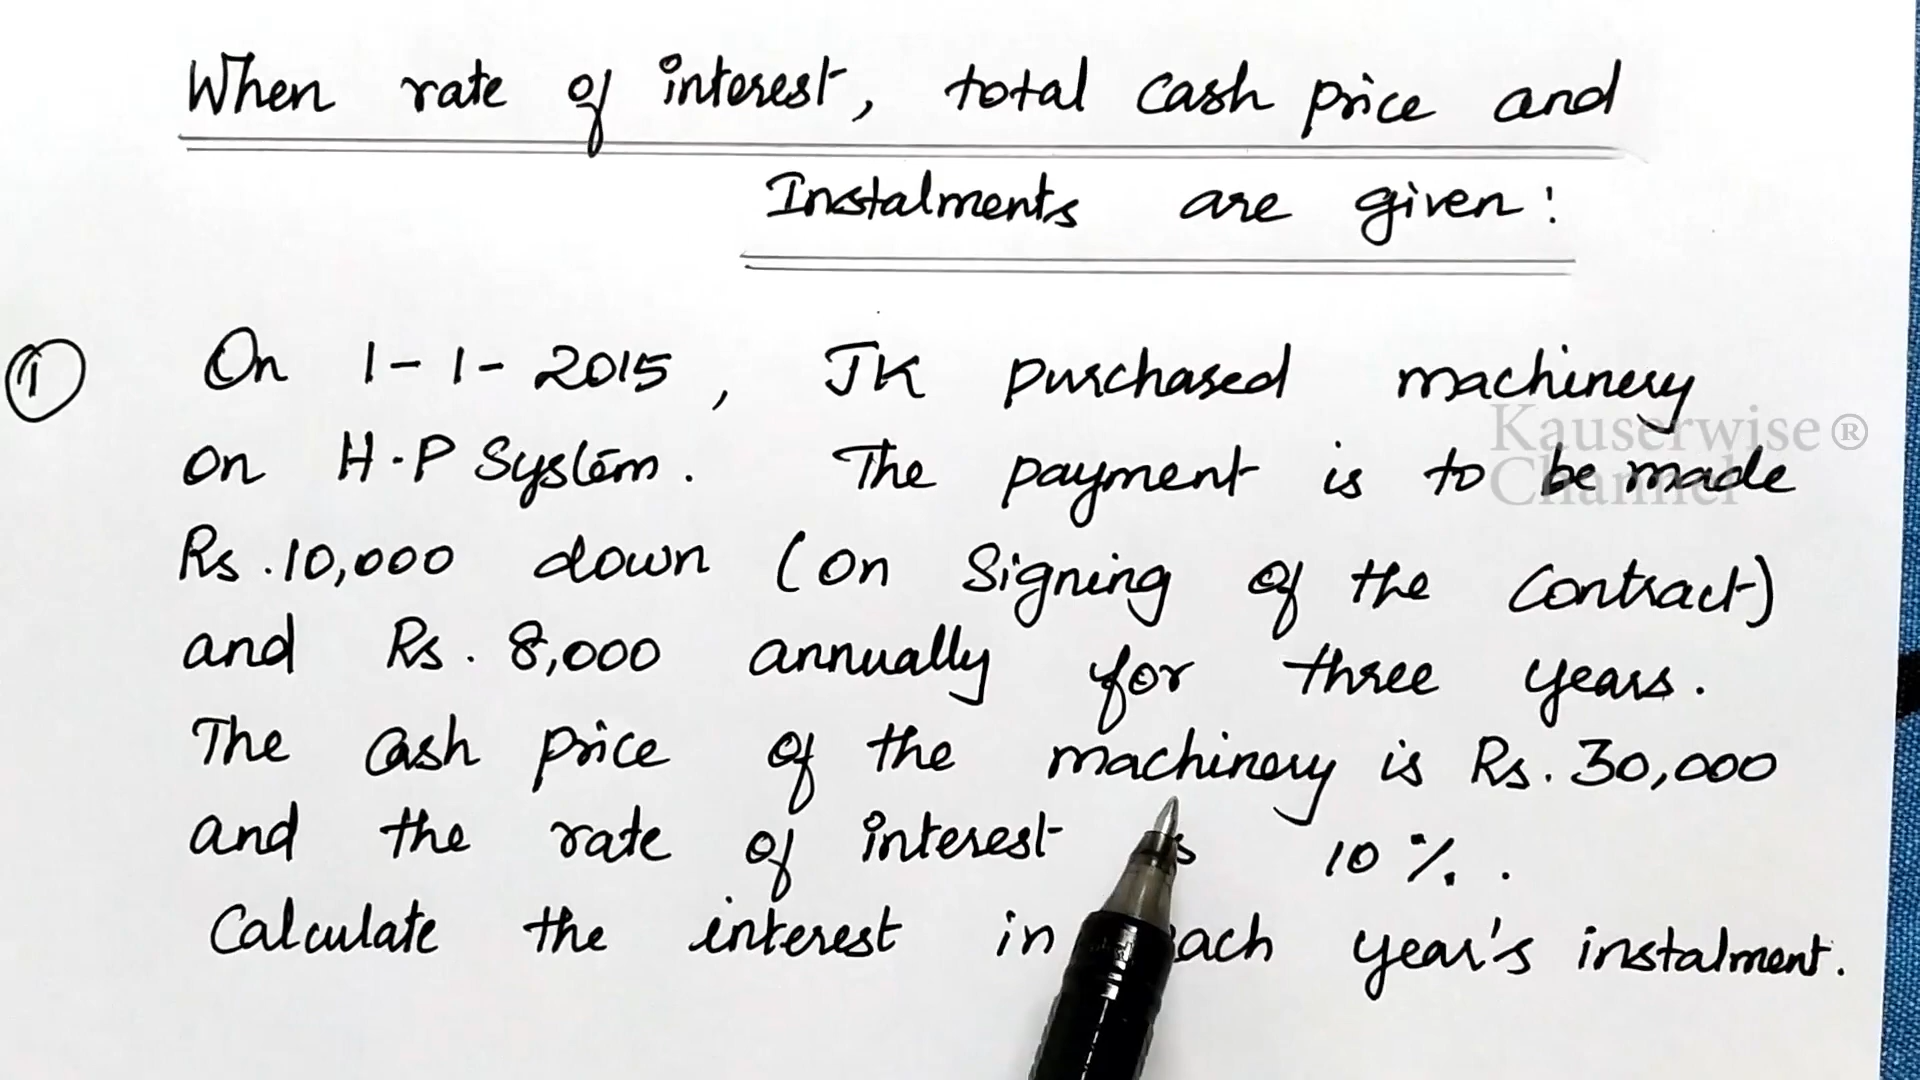 When rate of interest, total cash price and
Instalments are given:
① On 1-1-2015, JK purchased machinery
on H.P System. The payment is to be made
Rs.10,000 down (on signing of the contract)
and Rs. 8,000 annually for three years.
The cash price of the machinery is Rs. 30,000
and the rate of interest 10%.
Calculate the interest in year's instalment.
Kauserwise®
Channel